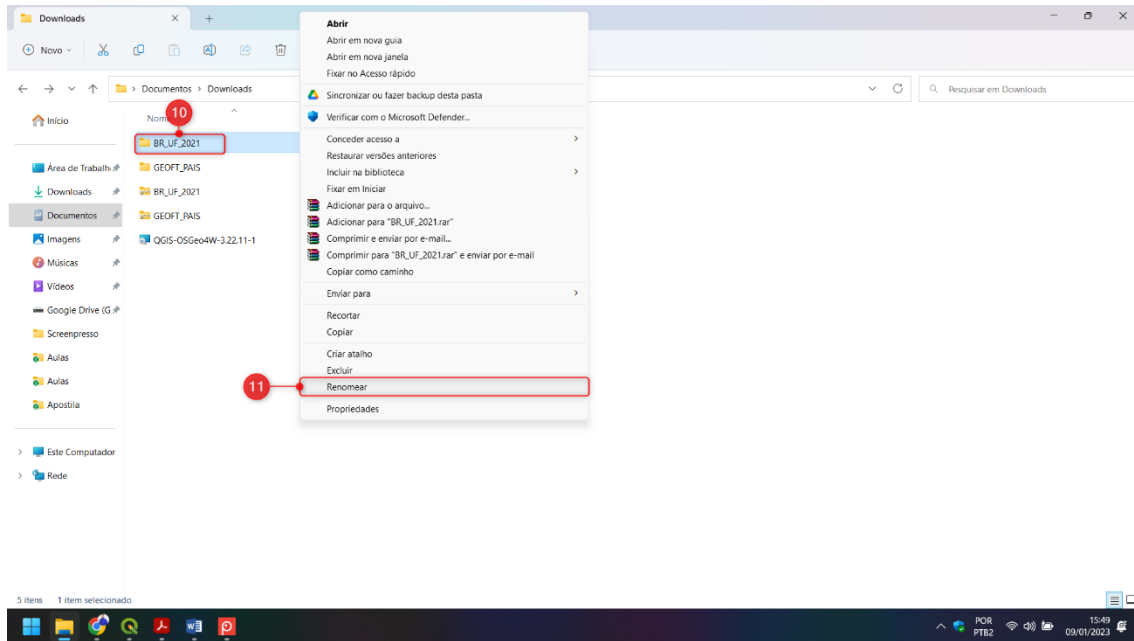 Downloads
Novo
Documentos > Downloads
Pesquisar em Downloads
Início
Área de Trabalh
Downloads
Documentos
Imagens
Músicas
Vídeos
Google Drive (G
Screenpresso
Aulas
Aulas
Apostila
Este Computador
Rede
10
BR_UF_2021
GEOFT_PAIS
BR_UF_2021
GEOFT_PAIS
QGIS-OSGeo4W-3.22.11-1
Abrir
Abrir em nova guia
Abrir em nova janela
Fixar no Acesso rápido
Sincronizar ou fazer backup desta pasta
Verificar com o Microsoft Defender...
Conceder acesso a
Restaurar versões anteriores
Incluir na biblioteca
Fixar em Iniciar
Adicionar para o arquivo...
Adicionar para "BR_UF_2021.rar"
Comprimir e enviar por e-mail...
Comprimir para "BR_UF_2021.rar" e enviar por e-mail
Copiar como caminho
Enviar para
Recortar
Copiar
Criar atalho
Excluir
11
Renomear
Propriedades
5 itens 1 item selecionado
POR
PTB2
15:49
09/01/2023